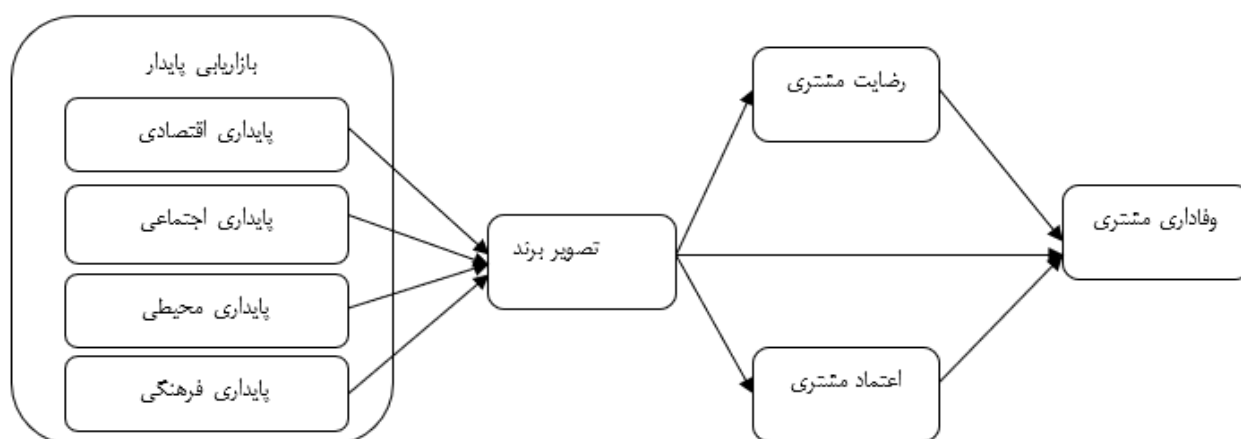 بازاریابی پایدار
پایداری اقتصادی
پایداری اجتماعی
پایداری محیطی
پایداری فرهنگی
تصویر برند
رضایت مشتری
اعتماد مشتری
وفاداری مشتری